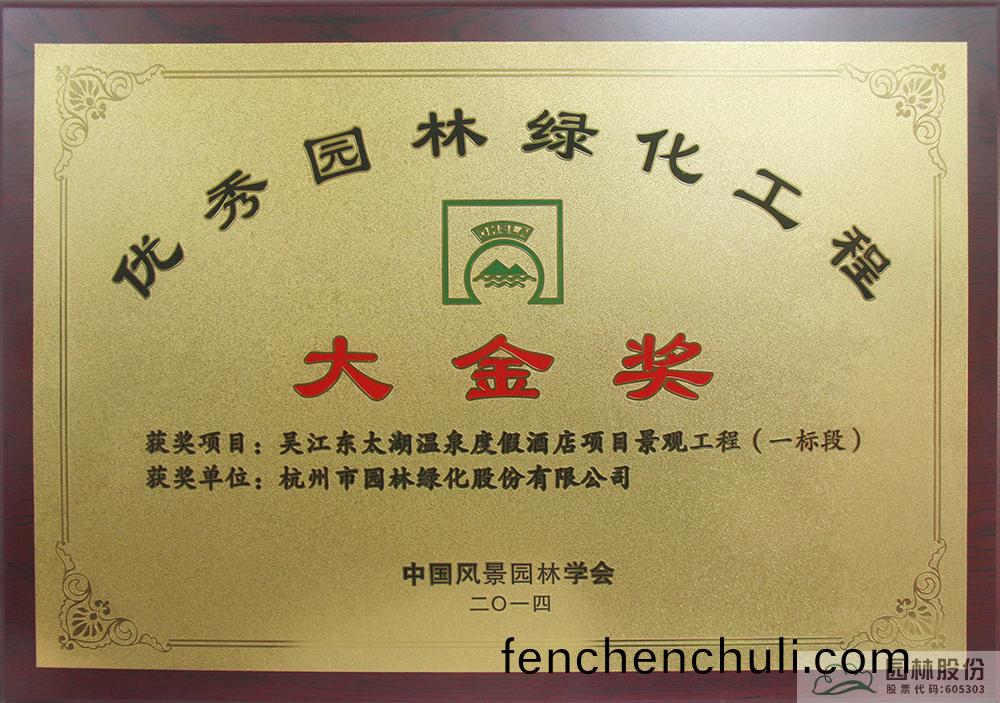 优秀园林绿化工程
CHSLA
大金奖
获奖项目：吴江东太湖温泉度假酒店项目景观工程（一标段）
获奖单位：杭州市园林绿化股份有限公司
中国风景园林学会
二〇一四
fenchenchuli.com
园林股份
股票代码:605303